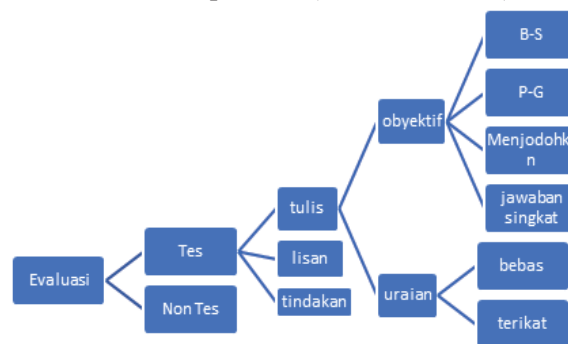 Evaluasi
Tes
Non Tes
tulis
lisan
tindakan
obyektif
uraian
B-S
P-G
Menjodohk
n
jawaban
singkat
bebas
terikat